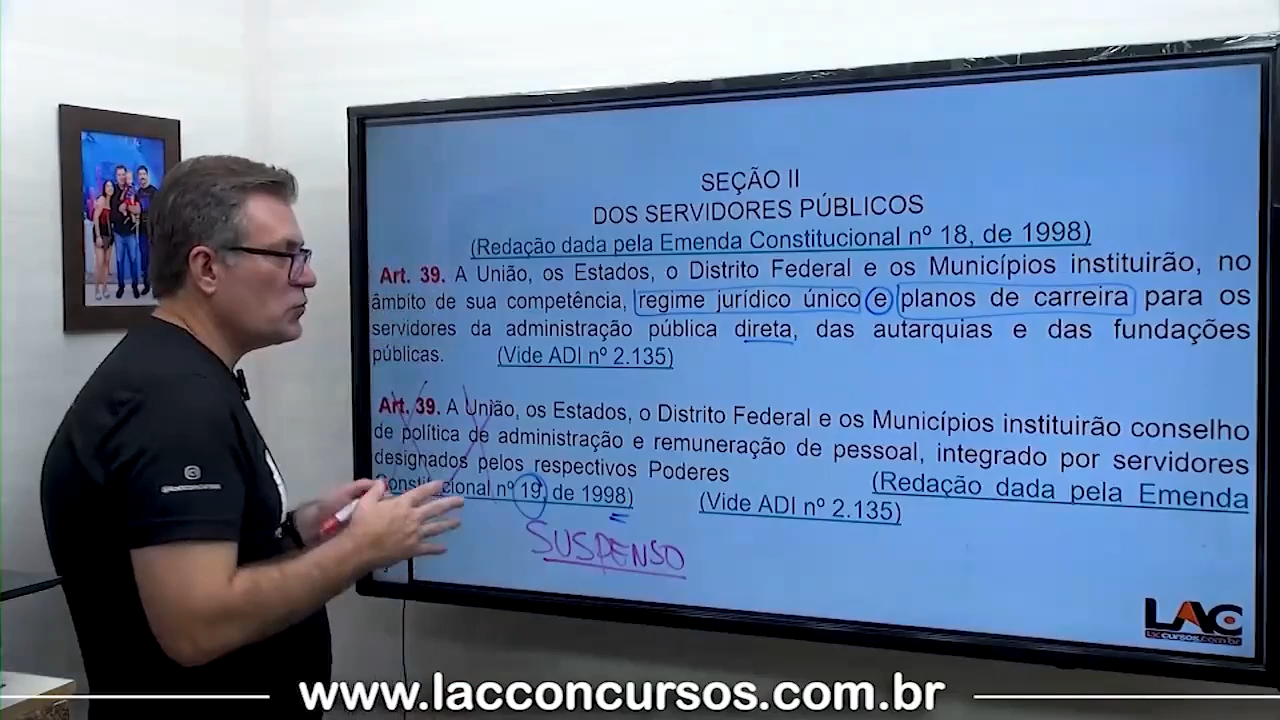 SEÇÃO II
DOS SERVIDORES PÚBLICOS
(Redação dada pela Emenda Constitucional nº 18, de 1998)
Art. 39. A União, os Estados, o Distrito Federal e os Municípios instituirão, no
âmbito de sua competência, regime jurídico único e planos de carreira para os
servidores da administração pública direta, das autarquias e das fundações
públicas. (Vide ADI nº 2.135)
Art. 39. A União, os Estados, o Distrito Federal e os Municípios instituirão conselho
de política de administração e remuneração de pessoal, integrado por servidores
designados pelos respectivos Poderes (Redação dada pela Emenda
Constitucional nº 19, de 1998) (Vide ADI nº 2.135)
SUSPENSO
LAC
lacconcursos.com.br
www.lacconcursos.com.br